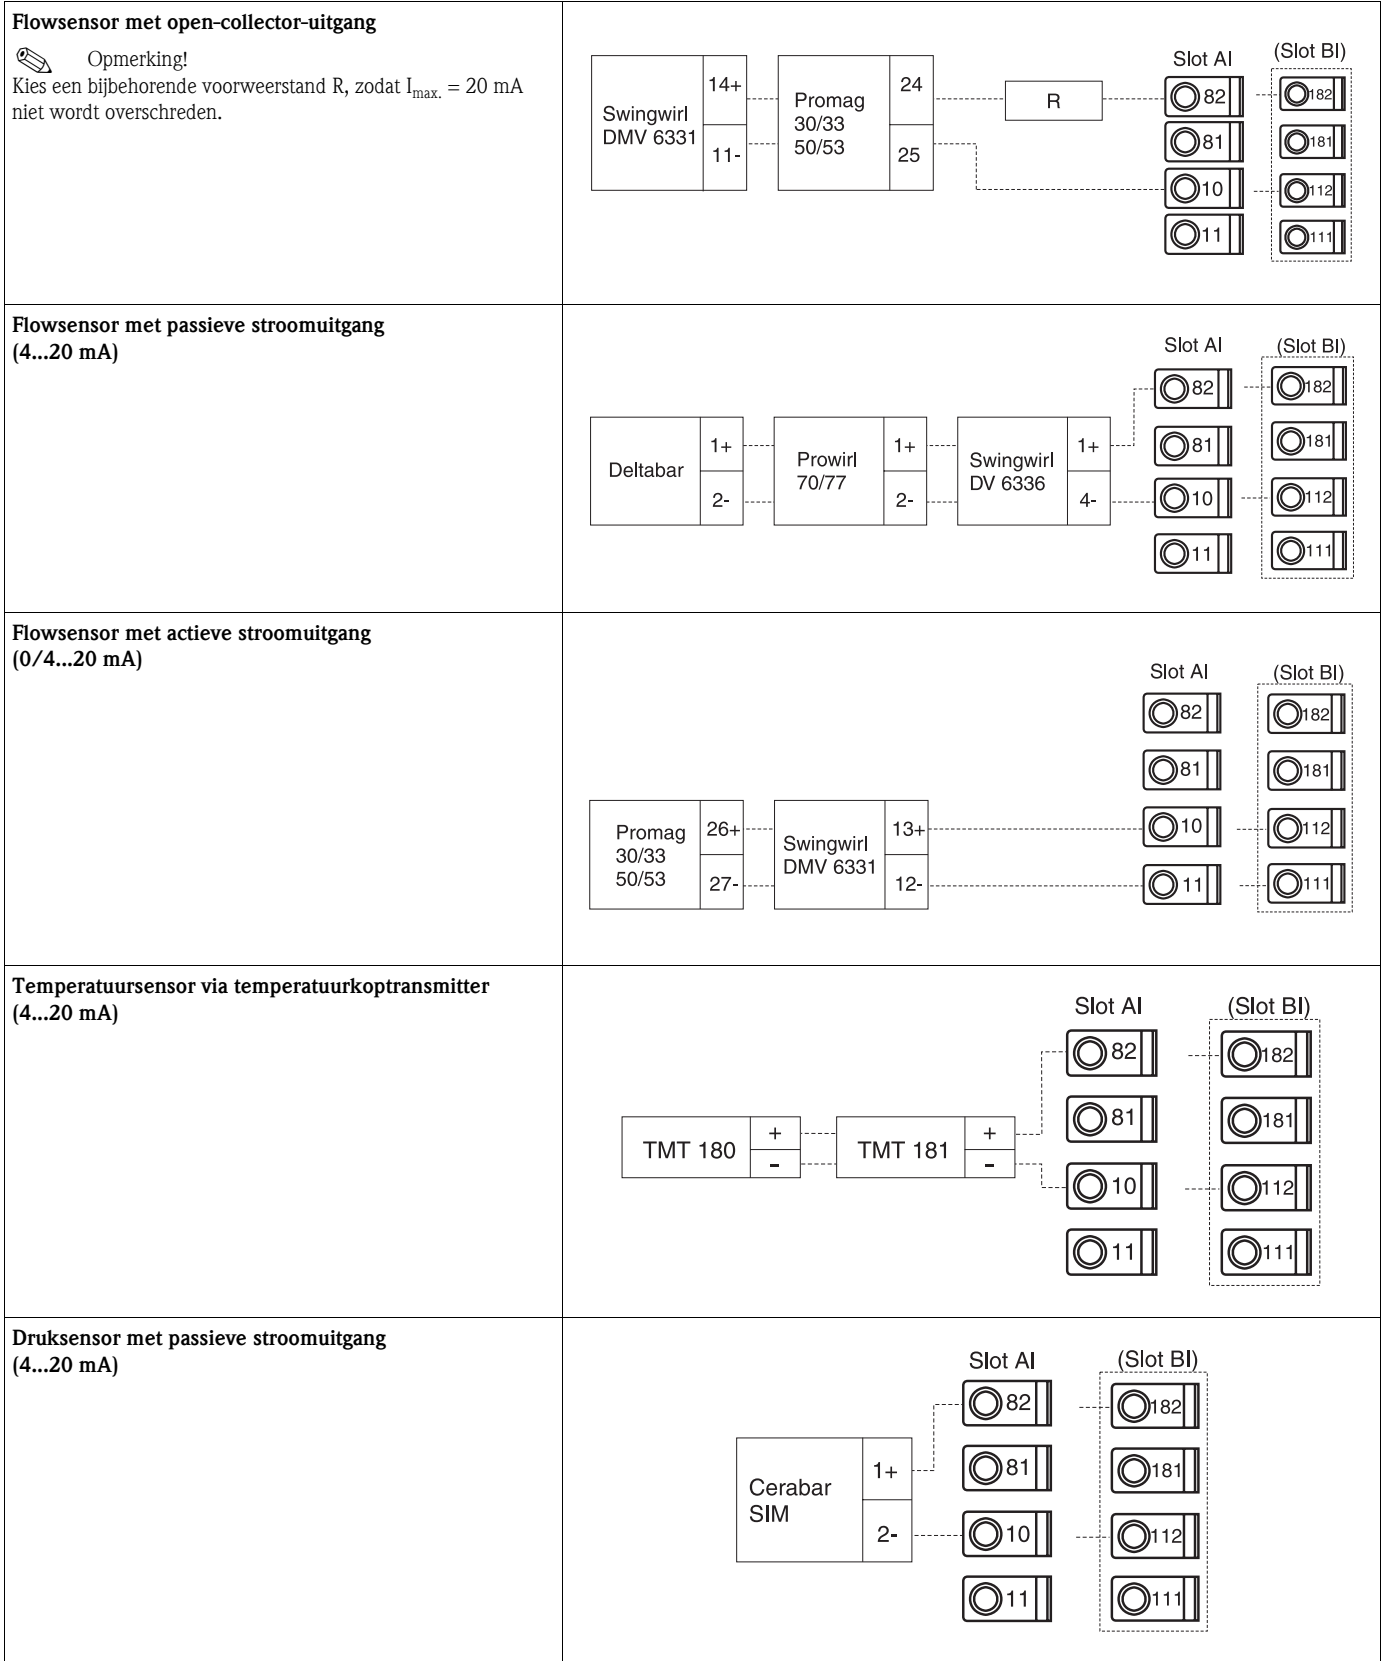 Flowsensor met open-collector-uitgang
Opmerking!
Kies een bijbehorende voorweerstand R, zodat Imax. = 20 mA
niet wordt overschreden.
Swingwirl
DMV 6331
14+
11-
Promag
30/33
50/53
24
25
R
Slot AI
82
81
10
11
(Slot BI)
182
181
112
111
Flowsensor met passieve stroomuitgang
(4...20 mA)
Deltabar
1+
2-
Prowirl
70/77
1+
2-
Swingwirl
DV 6336
1+
4-
Slot AI
82
81
10
11
(Slot BI)
182
181
112
111
Flowsensor met actieve stroomuitgang
(0/4...20 mA)
Promag
30/33
50/53
26+
27-
Swingwirl
DMV 6331
13+
12-
Slot AI
82
81
10
11
(Slot BI)
182
181
112
111
Temperatuursensor via temperatuurkoptransmitter
(4...20 mA)
TMT 180
+
-
TMT 181
+
-
Slot AI
82
81
10
11
(Slot BI)
182
181
112
111
Druksensor met passieve stroomuitgang
(4...20 mA)
Cerabar
SIM
1+
2-
Slot AI
82
81
10
11
(Slot BI)
182
181
112
111